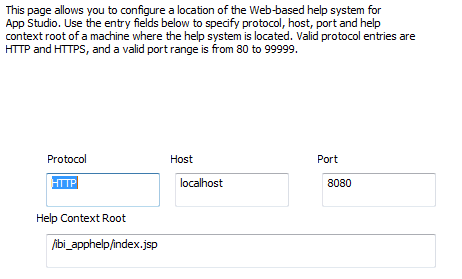 This page allows you to configure a location of the Web-based help system for
App Studio. Use the entry fields below to specify protocol, host, port and help
context root of a machine where the help system is located. Valid protocol entries are
HTTP and HTTPS, and a valid port range is from 80 to 99999.
Protocol Host Port
HTTP localhost 8080
Help Context Root
/ibi_apphelp/index.jsp